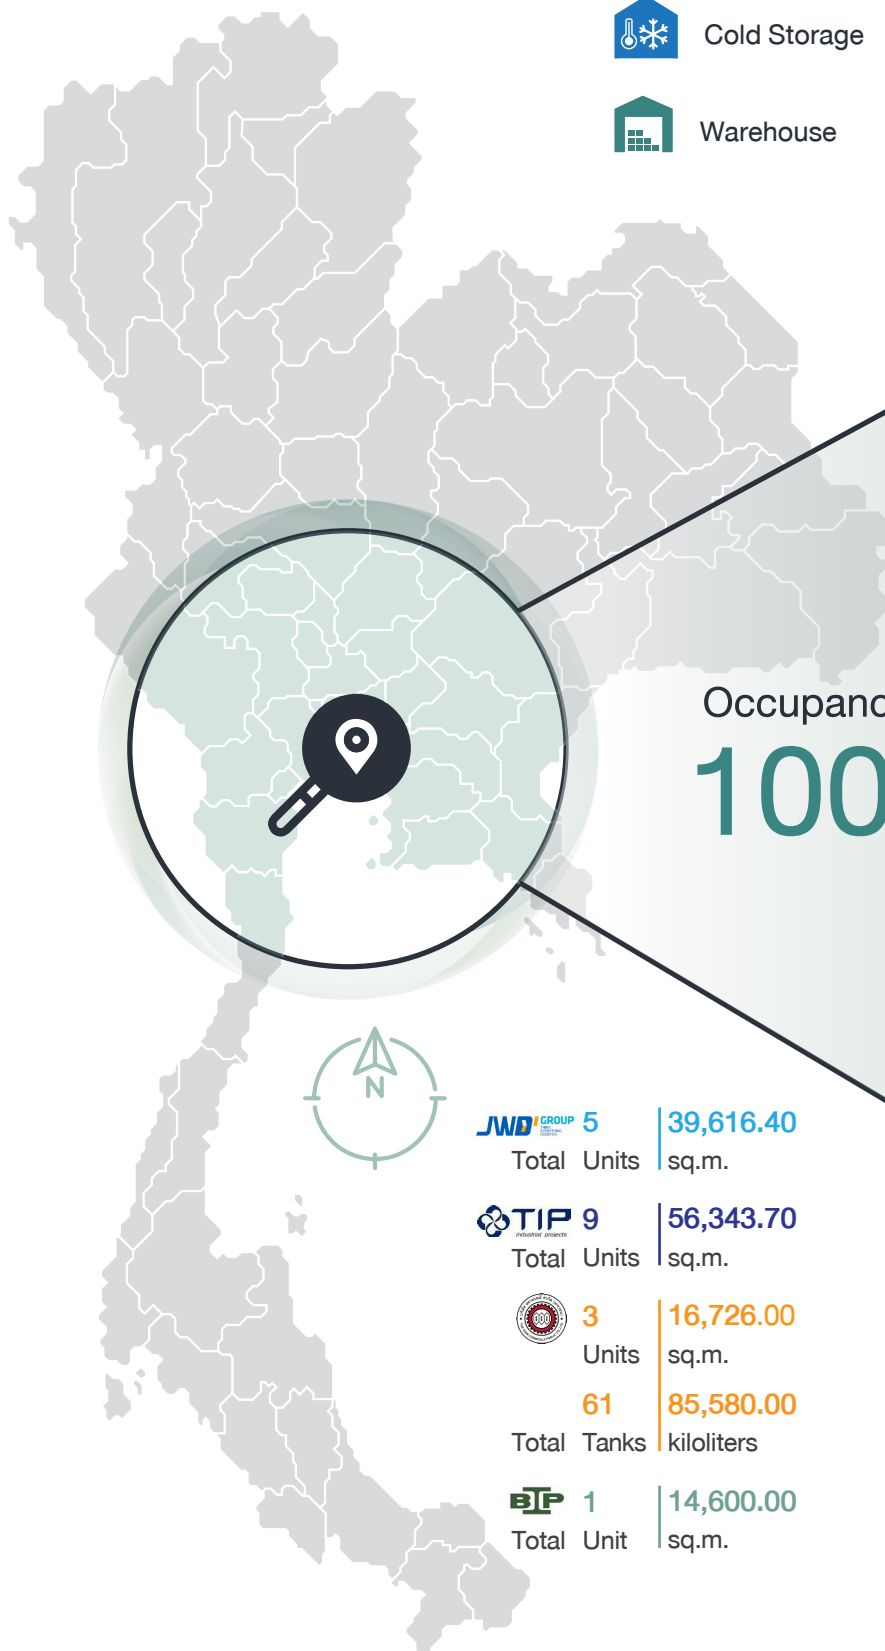 Cold Storage
Warehouse
Occupanc
100
N
JWD GROUP 5 39,616.40
Total Units sq.m.
TIP 9 56,343.70
industrial projects
Total Units sq.m.
3 16,726.00
Units sq.m.
61 85,580.00
Total Tanks kiloliters
BIP 1 14,600.00
Total Unit sq.m.